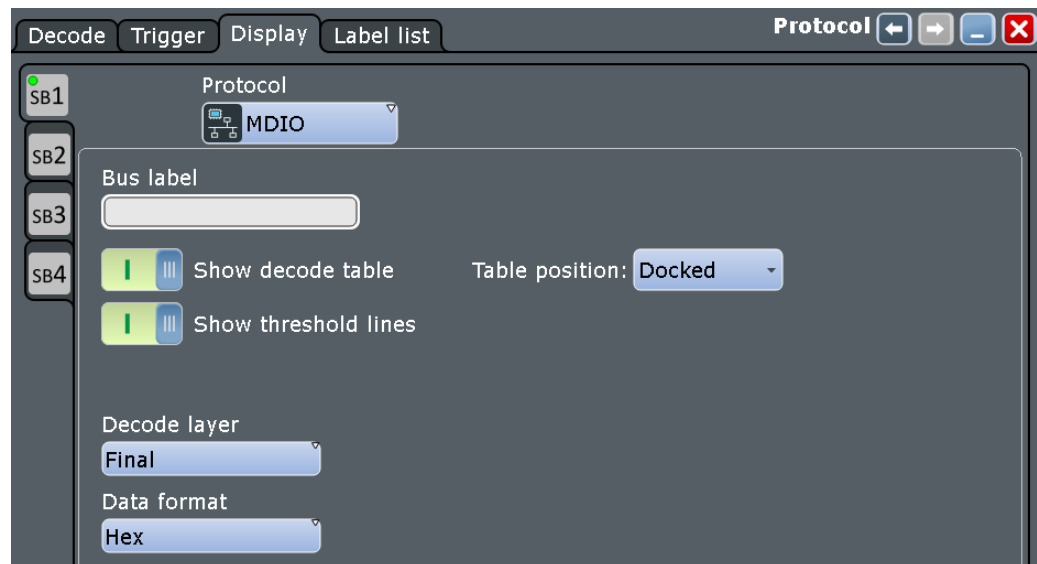 Decode Trigger Display Label list Protocol
SB1
Protocol
MDIO
SB2
Bus label
SB3
SB4 Show decode table Table position: Docked
Show threshold lines
Decode layer
Final
Data format
Hex